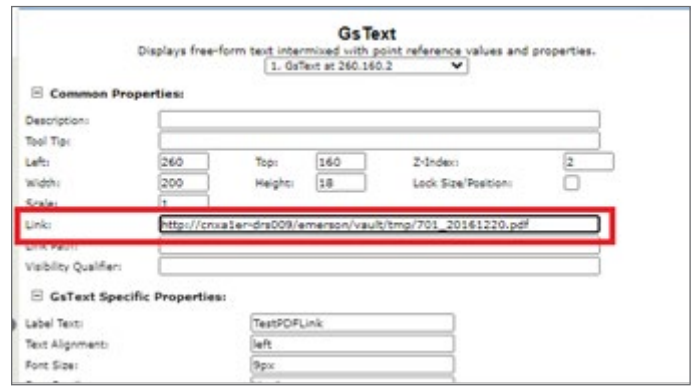 GsText
Displays free-form text intermixed with point reference values and properties.
1. GsText at 260.160.2
Common Properties:
Description:
Tool Tip:
Left: 260 Top: 160 Z-Index: 2
Width: 200 Height: 18 Lock Size/Position:
Scale: 1
Link: http://cnxa1er-drs009/emerson/vault/tmp/701_20161220.pdf
Link Path:
Visibility Qualifier:
GsText Specific Properties:
Label Text: TestPDFLink
Text Alignment: left
Font Size: 9px